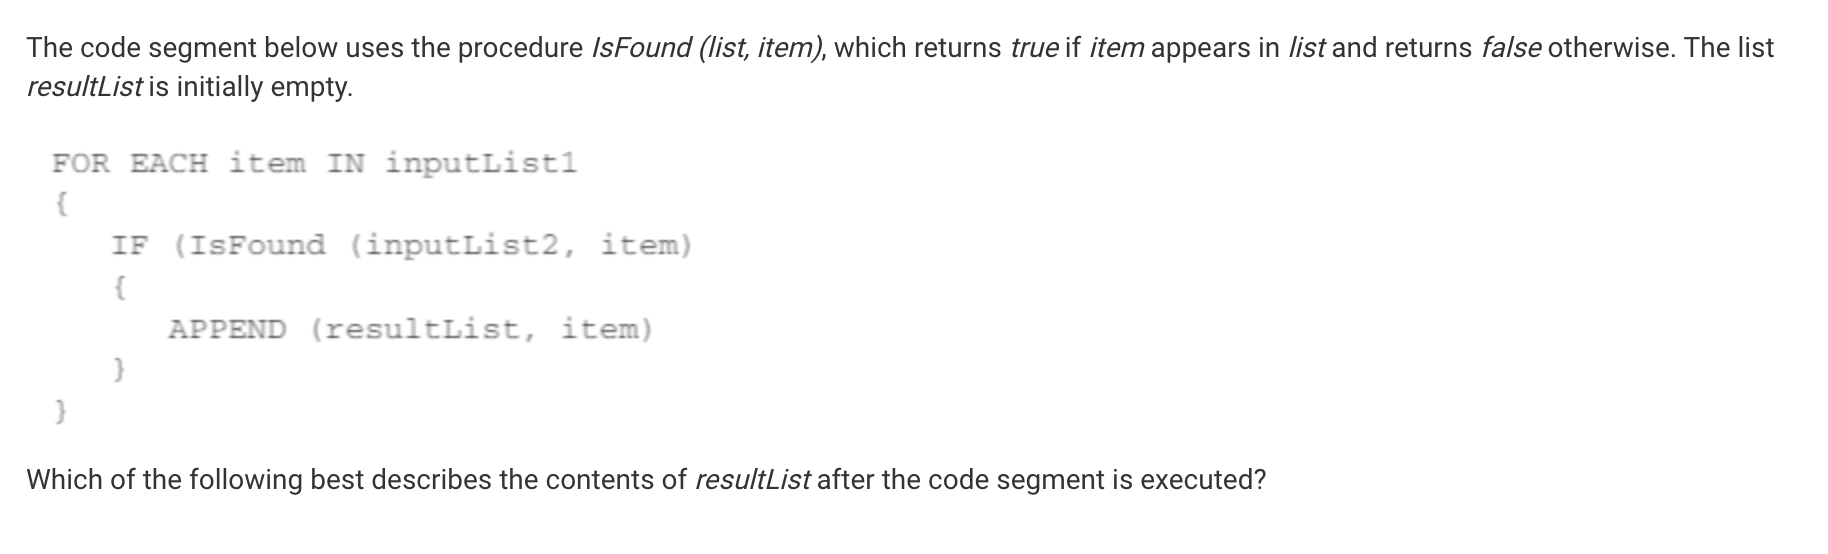 The code segment below uses the procedure IsFound (list, item), which returns true if item appears in list and returns false otherwise. The list
resultList is initially empty.
FOR EACH item IN inputList1
{
IF (IsFound (inputList2, item)
{
APPEND (resultList, item)
}
}
Which of the following best describes the contents of resultList after the code segment is executed?